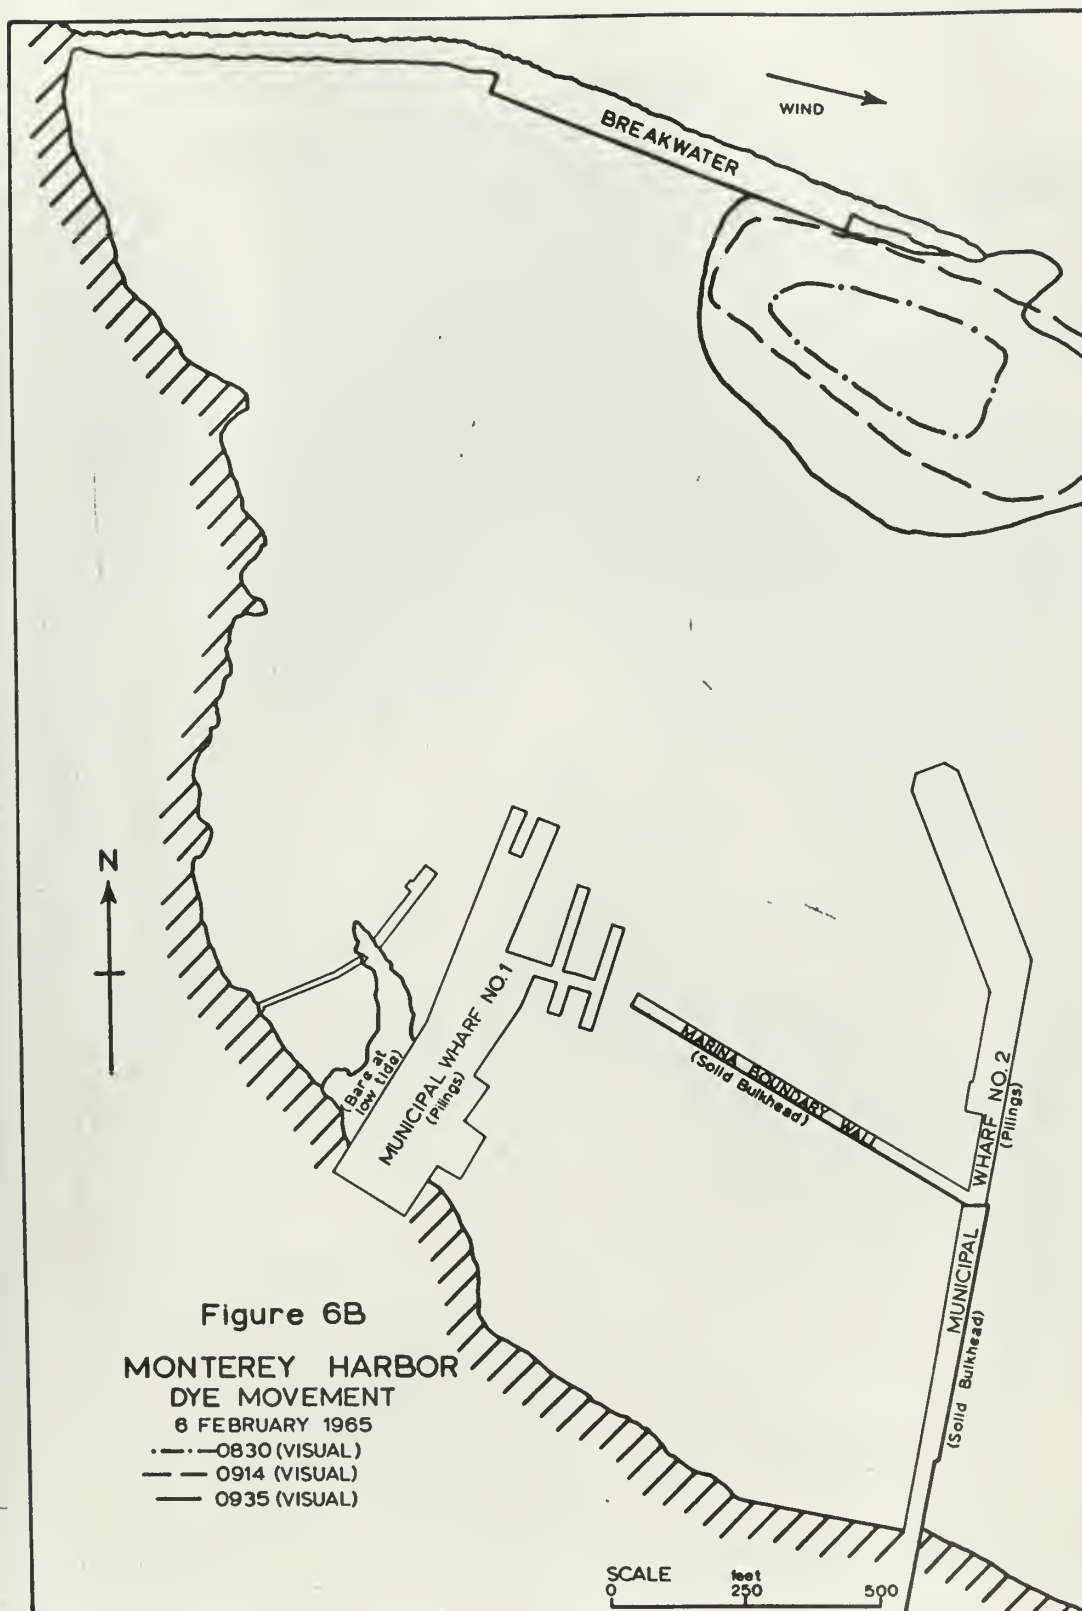 WIND
BREAKWATER
N
MUNICIPAL WHARF NO. 1
(Pilings)
(Bare at
low tide)
MARINA BOUNDARY WALL
(Solid Bulkhead)
MUNICIPAL WHARF NO. 2
(Pilings)
(Solid Bulkhead)
Figure 6B
MONTEREY HARBOR
DYE MOVEMENT
6 FEBRUARY 1965
0830 (VISUAL)
0914 (VISUAL)
0935 (VISUAL)
SCALE feet
0 250 500